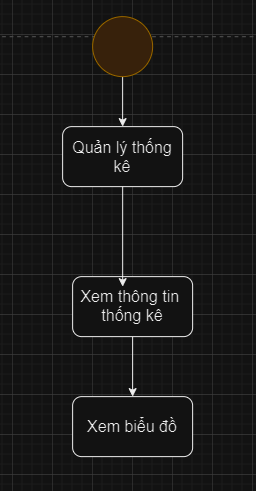 Quản lý thống
kê
Xem thông tin
thống kê
Xem biểu đồ